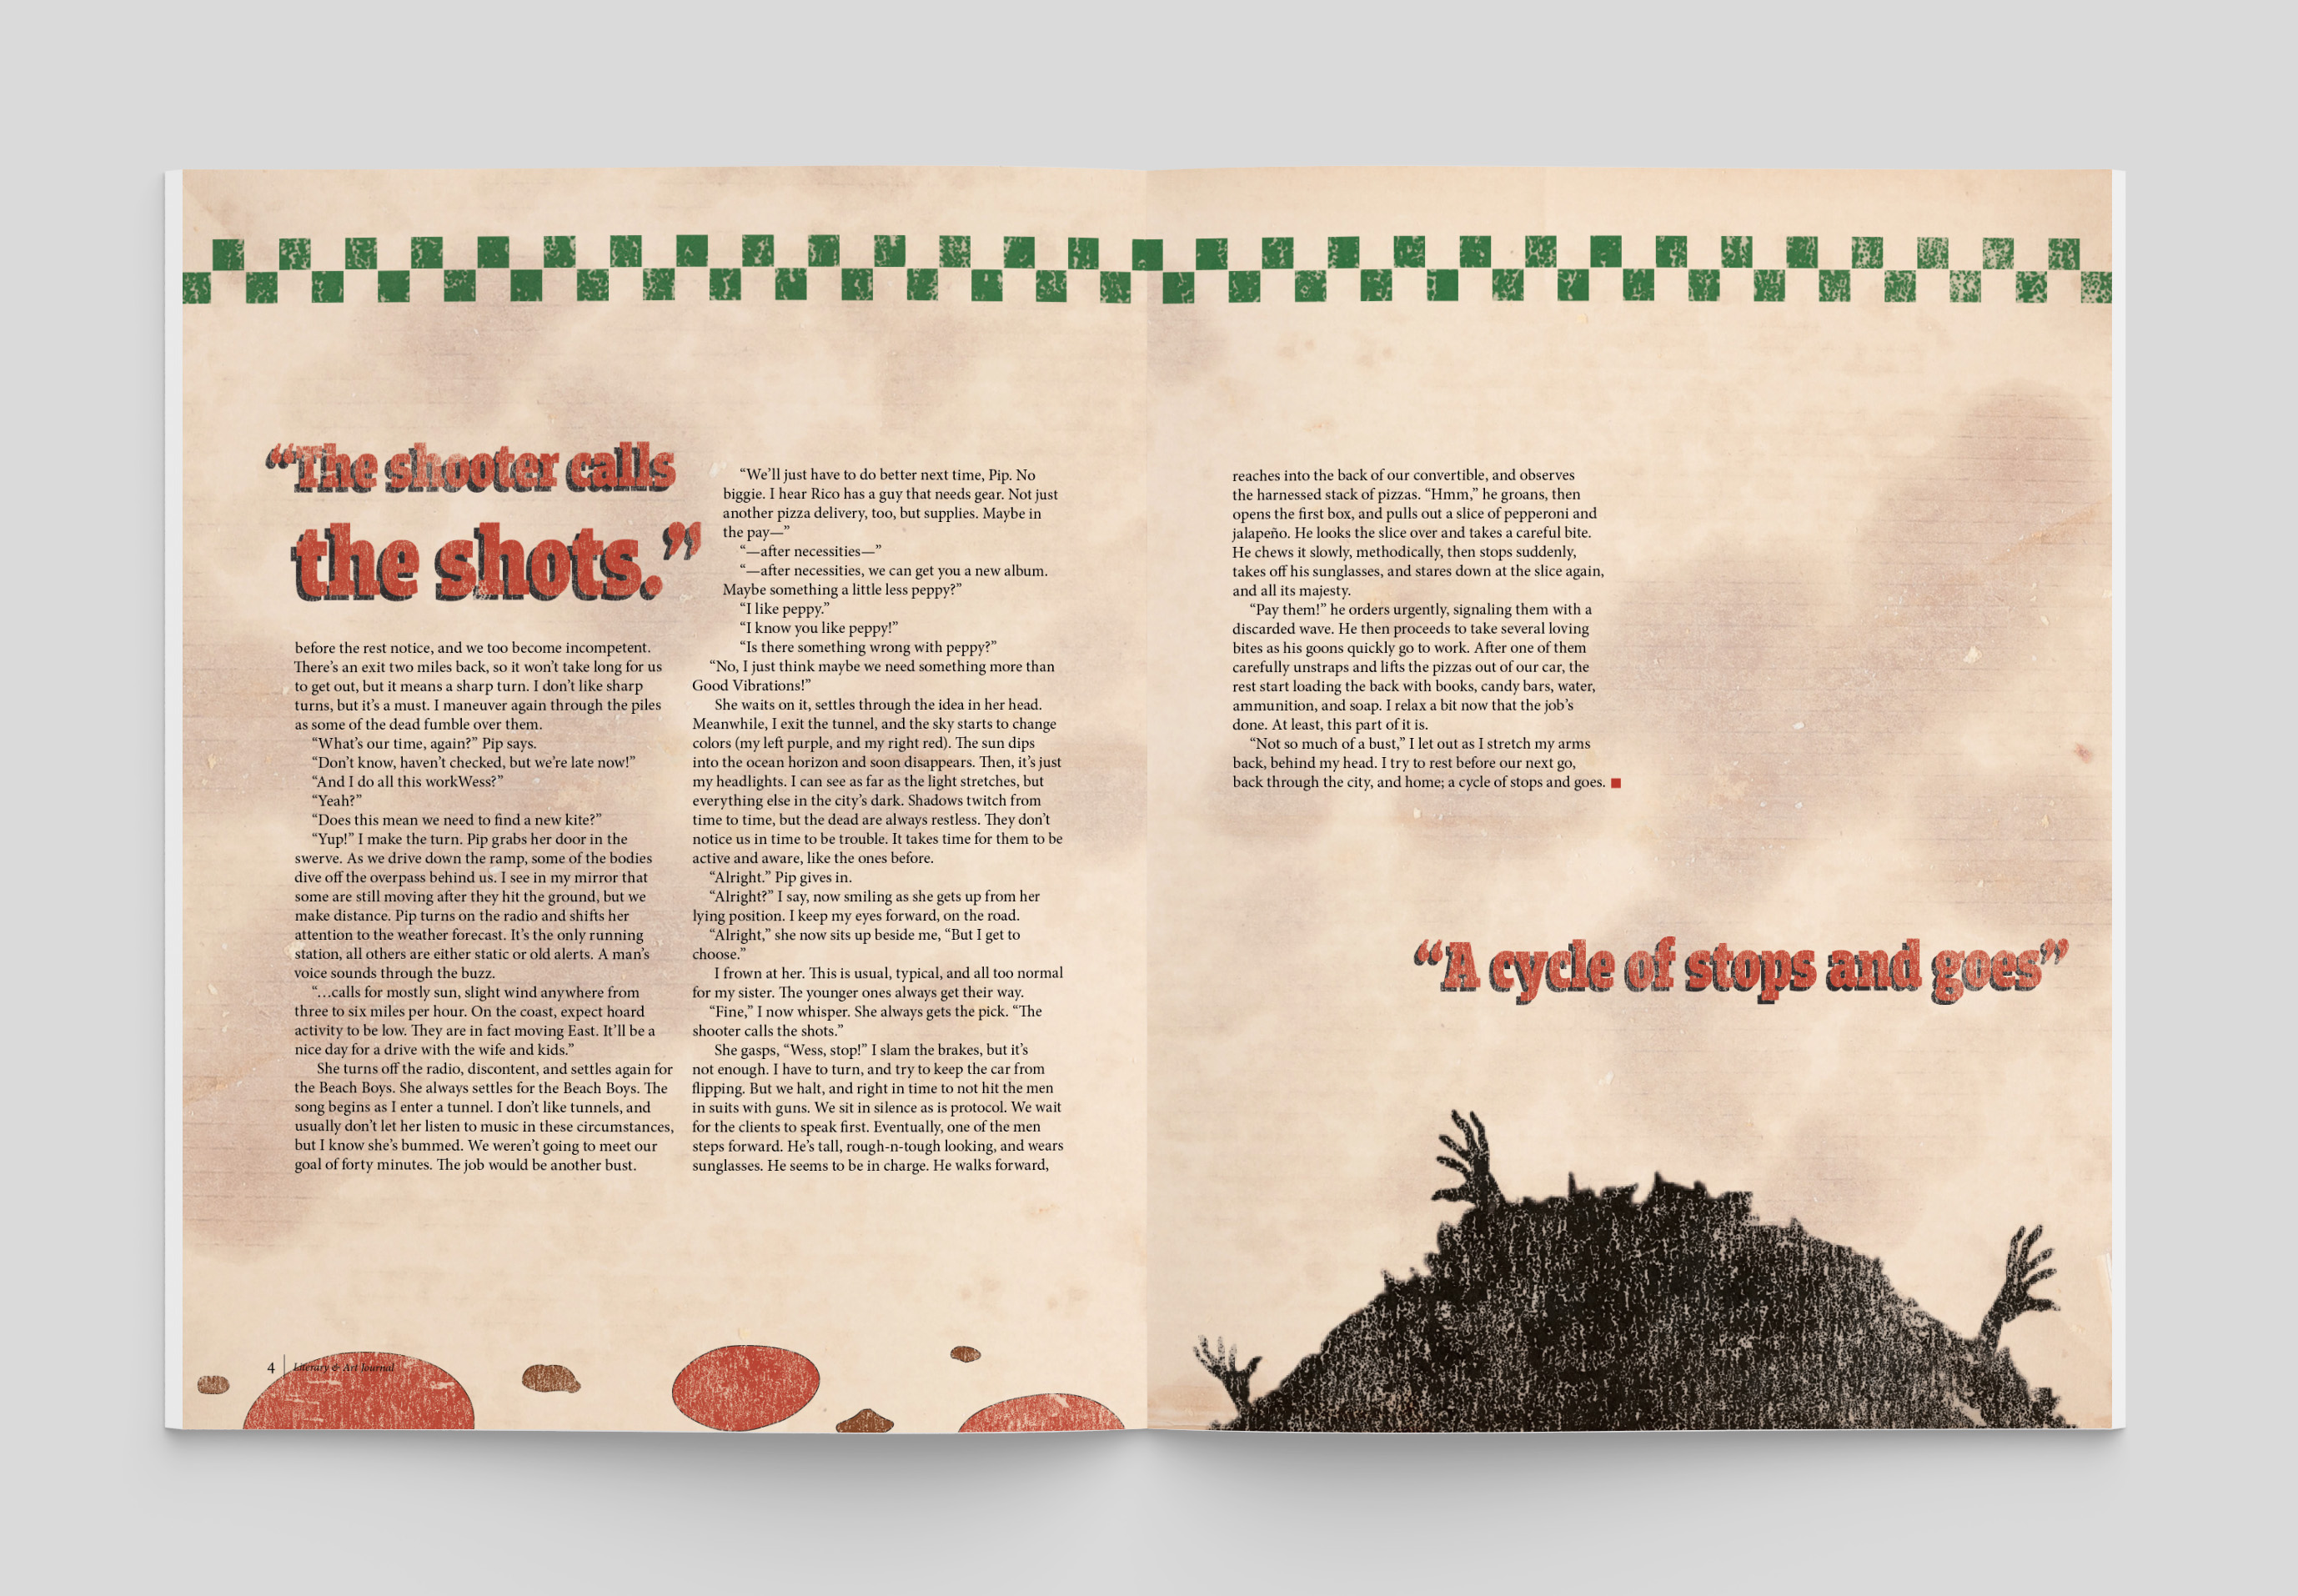 “The shooter calls
the shots.”
before the rest notice, and we too become incompetent.
There’s an exit two miles back, so it won’t take long for us
to get out, but it means a sharp turn. I don’t like sharp
turns, but it’s a must. I maneuver again through the piles
as some of the dead fumble over them.
“What’s our time, again?” Pip says.
“Don’t know, haven’t checked, but we’re late now!”
“And I do all this workWess?”
“Yeah?”
“Does this mean we need to find a new kite?”
“Yup!” I make the turn. Pip grabs her door in the
swerve. As we drive down the ramp, some of the bodies
dive off the overpass behind us. I see in my mirror that
some are still moving after they hit the ground, but we
make distance. Pip turns on the radio and shifts her
attention to the weather forecast. It’s the only running
station, all others are either static or old alerts. A man’s
voice sounds through the buzz.
“…calls for mostly sun, slight wind anywhere from
three to six miles per hour. On the coast, expect hoard
activity to be low. They are in fact moving East. It’ll be a
nice day for a drive with the wife and kids.”
She turns off the radio, discontent, and settles again for
the Beach Boys. She always settles for the Beach Boys. The
song begins as I enter a tunnel. I don’t like tunnels, and
usually don’t let her listen to music in these circumstances,
but I know she’s bummed. We weren’t going to meet our
goal of forty minutes. The job would be another bust.
“We’ll just have to do better next time, Pip. No
biggie. I hear Rico has a guy that needs gear. Not just
another pizza delivery, too, but supplies. Maybe in
the pay—”
“—after necessities—”
“—after necessities, we can get you a new album.
Maybe something a little less peppy?”
“I like peppy.”
“I know you like peppy!”
“Is there something wrong with peppy?”
“No, I just think maybe we need something more than
Good Vibrations!”
She waits on it, settles through the idea in her head.
Meanwhile, I exit the tunnel, and the sky starts to change
colors (my left purple, and my right red). The sun dips
into the ocean horizon and soon disappears. Then, it’s just
my headlights. I can see as far as the light stretches, but
everything else in the city’s dark. Shadows twitch from
time to time, but the dead are always restless. They don’t
notice us in time to be trouble. It takes time for them to be
active and aware, like the ones before.
“Alright.” Pip gives in.
“Alright?” I say, now smiling as she gets up from her
lying position. I keep my eyes forward, on the road.
“Alright,” she now sits up beside me, “But I get to
choose.”
I frown at her. This is usual, typical, and all too normal
for my sister. The younger ones always get their way.
“Fine,” I now whisper. She always gets the pick. “The
shooter calls the shots.”
She gasps, “Wess, stop!” I slam the brakes, but it’s
not enough. I have to turn, and try to keep the car from
flipping. But we halt, and right in time to not hit the men
in suits with guns. We sit in silence as is protocol. We wait
for the clients to speak first. Eventually, one of the men
steps forward. He’s tall, rough-n-tough looking, and wears
sunglasses. He seems to be in charge. He walks forward,
4
Literary & Art Journal
reaches into the back of our convertible, and observes
the harnessed stack of pizzas. “Hmm,” he groans, then
opens the first box, and pulls out a slice of pepperoni and
jalapeño. He looks the slice over and takes a careful bite.
He chews it slowly, methodically, then stops suddenly,
takes off his sunglasses, and stares down at the slice again,
and all its majesty.
“Pay them!” he orders urgently, signaling them with a
discarded wave. He then proceeds to take several loving
bites as his goons quickly go to work. After one of them
carefully unstraps and lifts the pizzas out of our car, the
rest start loading the back with books, candy bars, water,
ammunition, and soap. I relax a bit now that the job’s
done. At least, this part of it is.
“Not so much of a bust,” I let out as I stretch my arms
back, behind my head. I try to rest before our next go,
back through the city, and home; a cycle of stops and goes.
“A cycle of stops and goes”